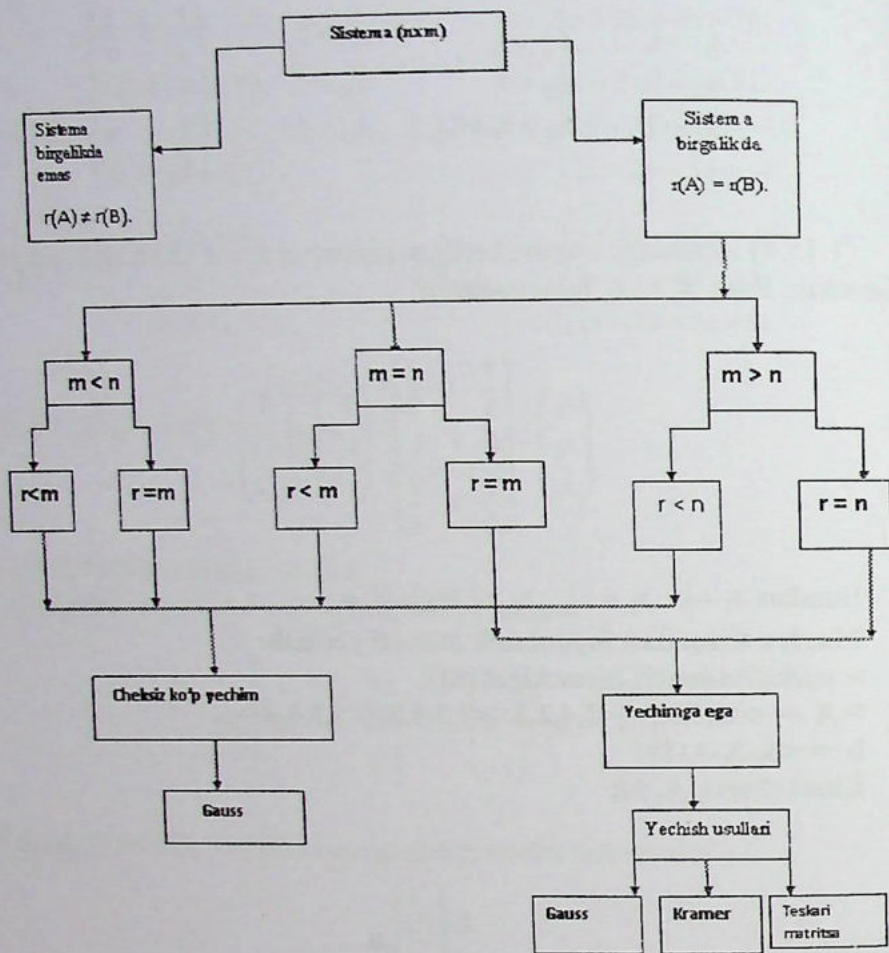 Sistema (nxm)
Sistema
birgalikda
emas
r(A) ≠ r(B).
Sistema
birgalikda
r(A) = r(B).
m < n
m = n
m > n
r<m
r=m
r < m
r = m
r < n
r = n
Cheksiz ko'p yechim
Yechimga ega
Gauss
Yechish usullari
Gauss
Kramer
Teskari
matritsa